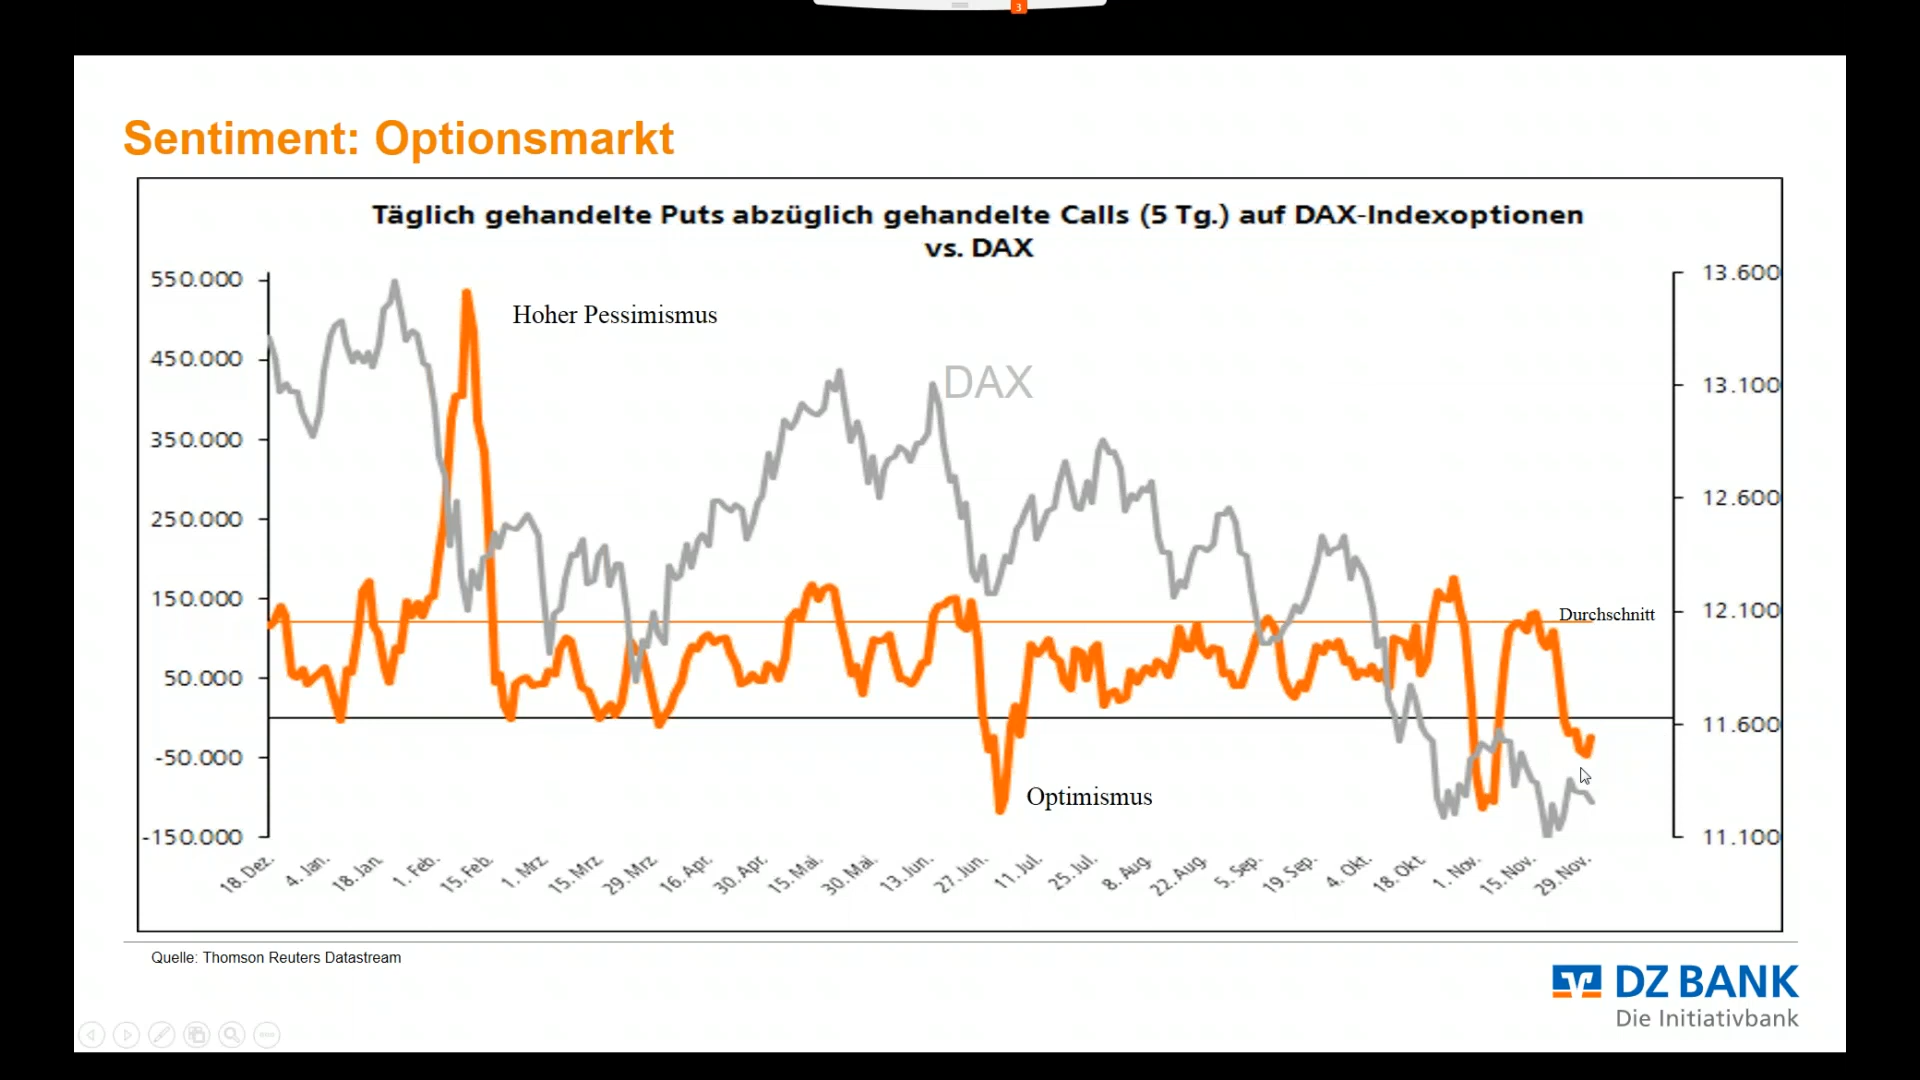 3
Sentiment: Optionsmarkt
Täglich gehandelte Puts abzüglich gehandelte Calls (5 Tg.) auf DAX-Indexoptionen
vs. DAX
550.000
450.000
350.000
250.000
150.000
50.000
-50.000
-150.000
Hoher Pessimismus
DAX
Durchschnitt
Optimismus
13.600
13.100
12.600
12.100
11.600
11.100
18. Dez.
4. Jan.
18. Jan.
1. Feb.
15. Feb.
1. Mrz.
15. Mrz.
29. Mrz.
16. Apr.
30. Apr.
15. Mai.
30. Mai.
13. Jun.
27. Jun.
11. Jul.
25. Jul.
8. Aug.
22. Aug.
5. Sep.
19. Sep.
4. Okt.
18. Okt.
1. Nov.
15. Nov.
29. Nov.
Quelle: Thomson Reuters Datastream
DZ BANK
Die Initiativbank